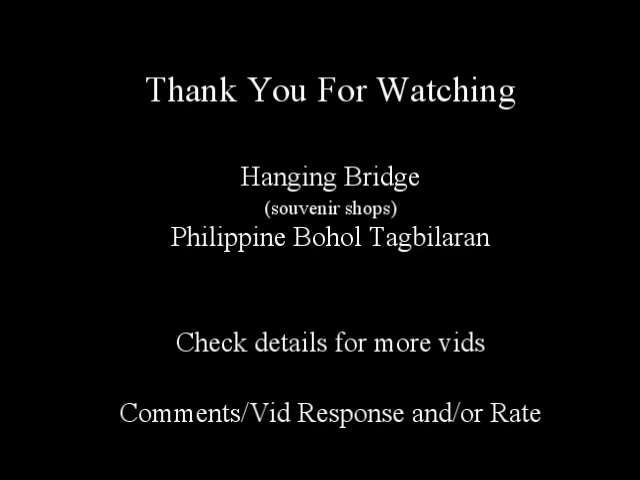 Thank You For Watching
Hanging Bridge
(souvenir shops)
Philippine Bohol Tagbilaran
Check details for more vids
Comments/Vid Response and/or Rate